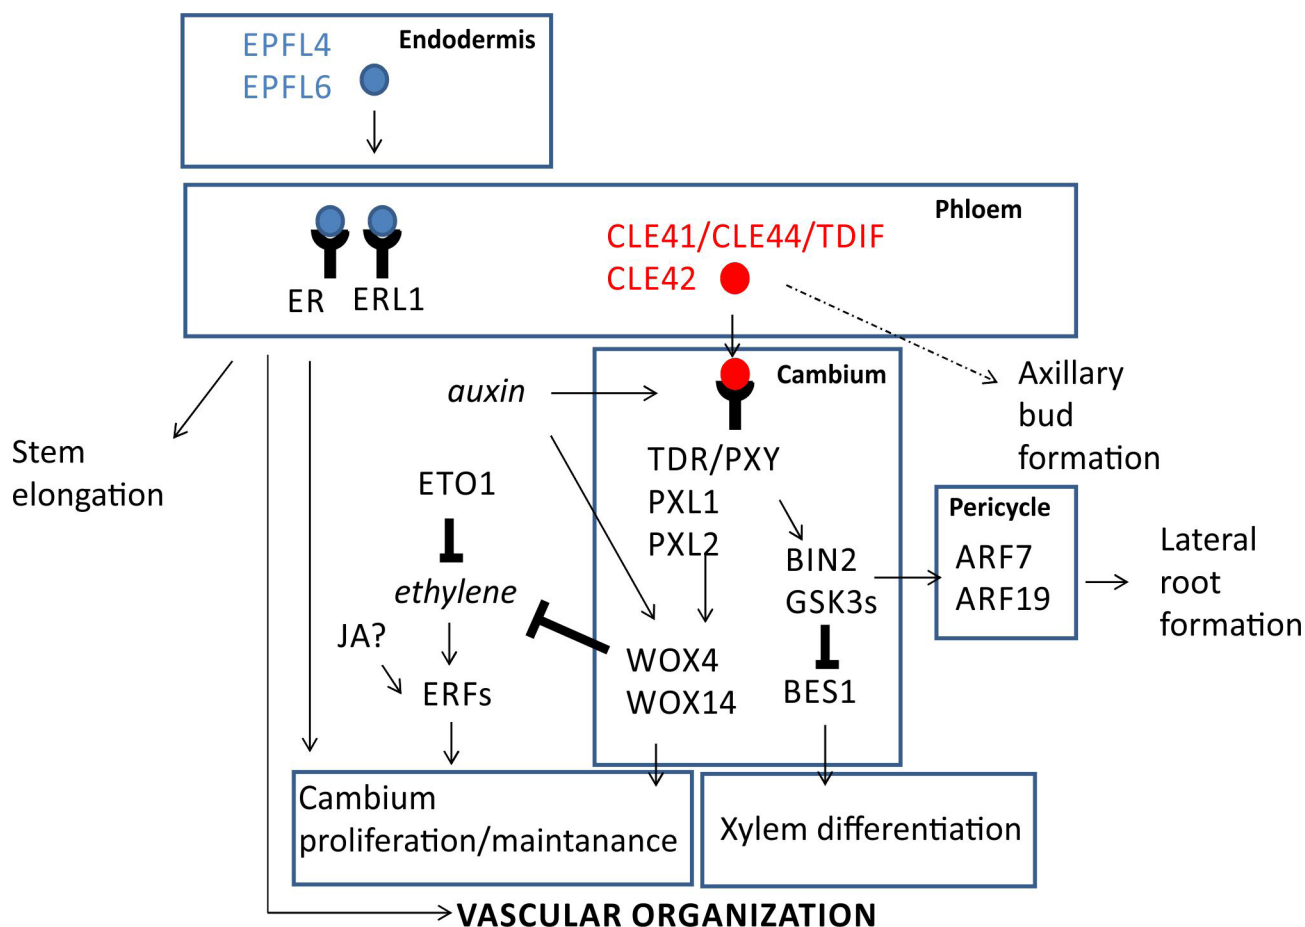 EPFL4
EPFL6
Endodermis
Phloem
CLE41/CLE44/TDIF
CLE42
ER
ERL1
Cambium
auxin
Axillary
bud
formation
Stem
elongation
TDR/PXY
PXL1
PXL2
ETO1
Pericycle
ARF7
ARF19
Lateral
root
formation
BIN2
GSK3s
ethylene
JA?
ERFs
WOX4
WOX14
BES1
Cambium
proliferation/maintanance
Xylem differentiation
VASCULAR ORGANIZATION